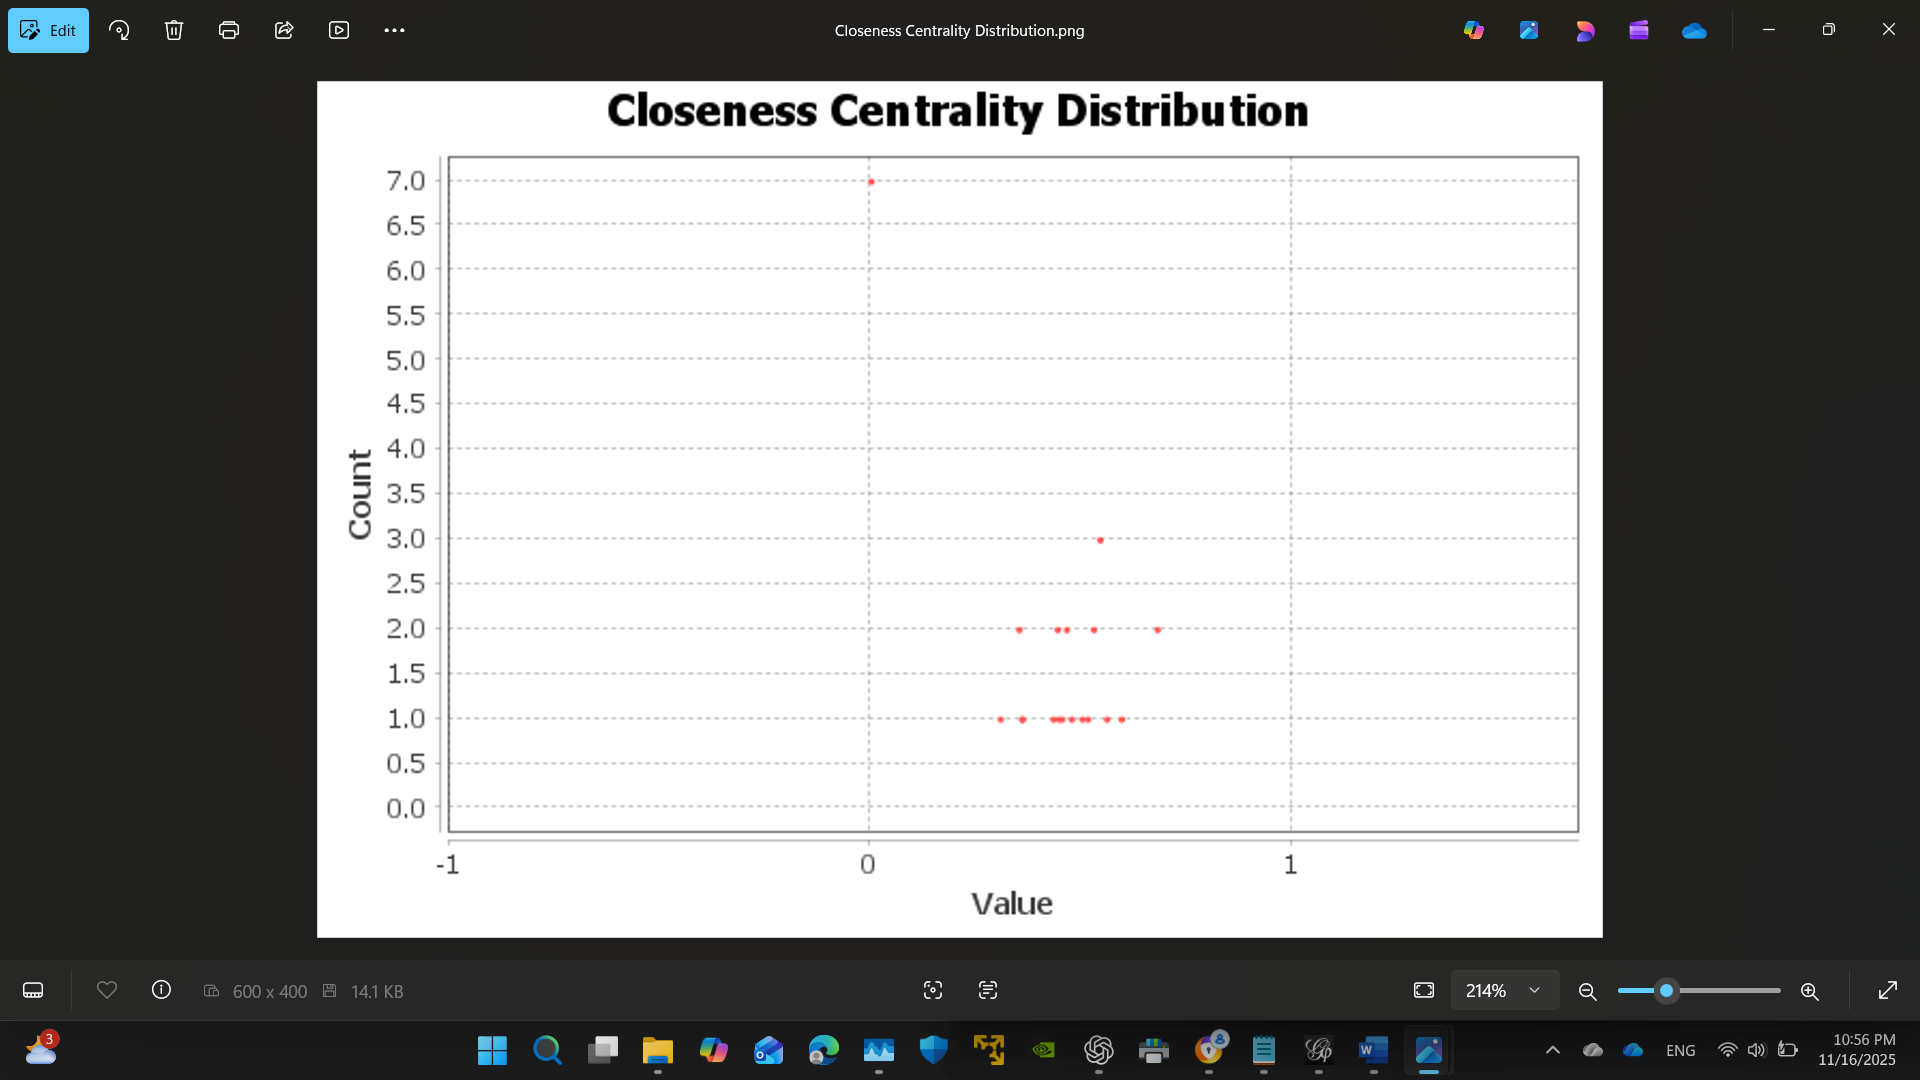 Edit
Closeness Centrality Distribution.png
Closeness Centrality Distribution
7.0
6.5
6.0
5.5
5.0
4.5
4.0
3.5
3.0
2.5
2.0
1.5
1.0
0.5
0.0
Count
-1 0 1
Value
600 x 400 14.1 KB
214%
3
ENG
10:56 PM
11/16/2025